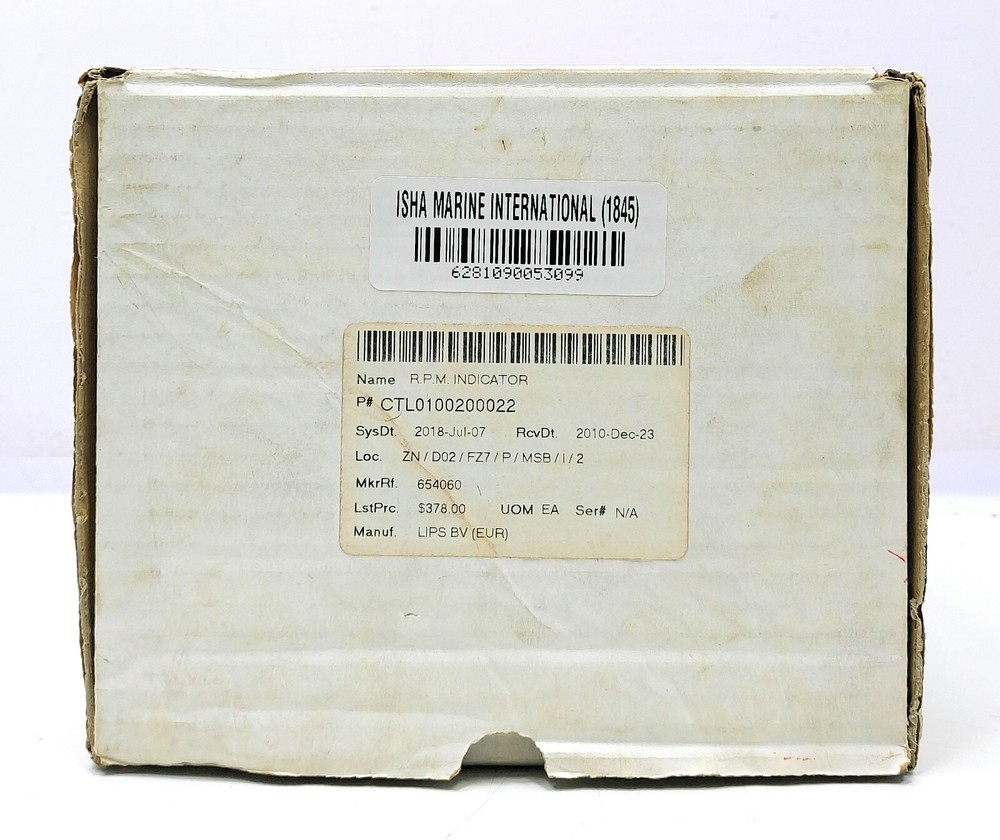 ISHA MARINE INTERNATIONAL (1845)
6281090053099
Name R.P.M. INDICATOR
P# CTL0100200022
SysDt. 2018-Jul-07 RcvDt. 2010-Dec-23
Loc. ZN / D02 / FZ7 / P / MSB / I / 2
MkrRf. 654060
LstPrc. $378.00 UOM EA Ser# N/A
Manuf. LIPS BV (EUR)